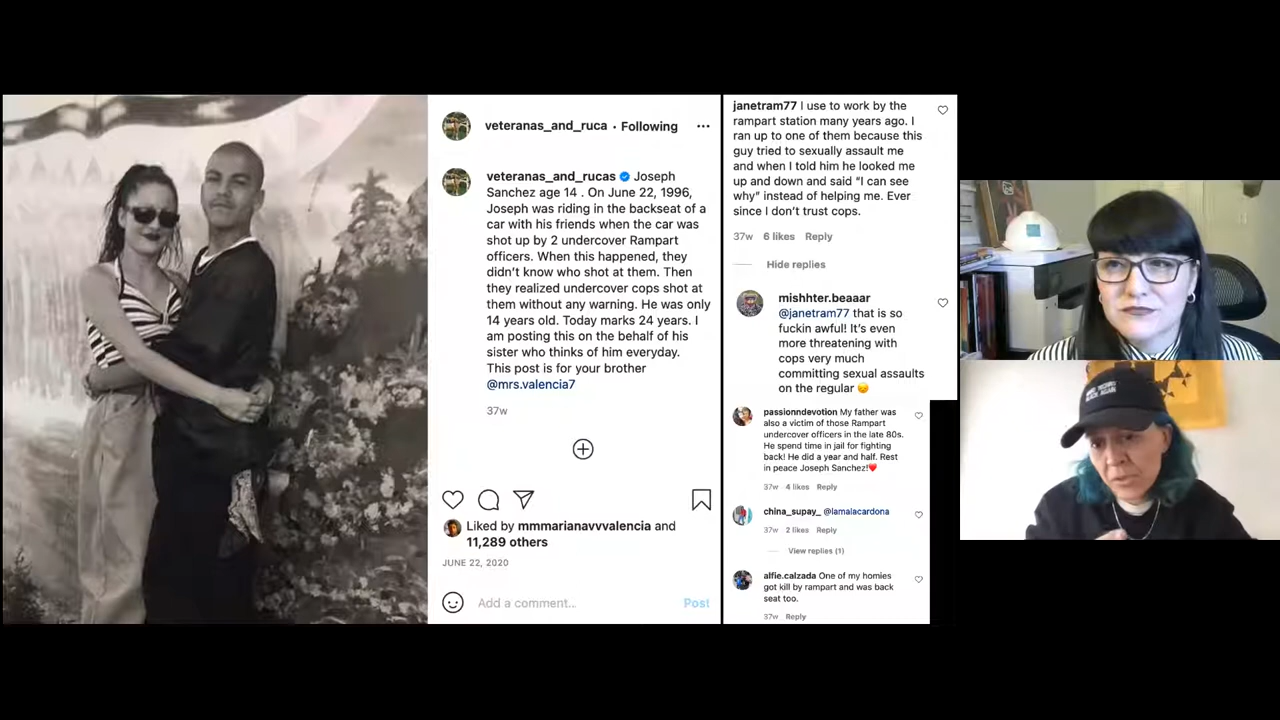 veteranas_and_ruca • Following
veteranas_and_rucas Joseph
Sanchez age 14 . On June 22, 1996,
Joseph was riding in the backseat of a
car with his friends when the car was
shot up by 2 undercover Rampart
officers. When this happened, they
didn't know who shot at them. Then
they realized undercover cops shot at
them without any warning. He was only
14 years old. Today marks 24 years. I
am posting this on the behalf of his
sister who thinks of him everyday.
This post is for your brother
@mrs.valencia7
37w
Liked by mmmarianavvvalencia and
11,289 others
JUNE 22, 2020
Add a comment... Post
janetram77 I use to work by the
rampart station many years ago. I
ran up to one of them because this
guy tried to sexually assault me
and when I told him he looked me
up and down and said "I can see
why" instead of helping me. Ever
since I don't trust cops.
37w 6 likes Reply
Hide replies
mishhter.beaaar
@janetram77 that is so
fuckin awful! It's even
more threatening with
cops very much
committing sexual assaults
on the regular 😞
passionndevotion My father was
also a victim of those Rampart
undercover officers in the late 80s.
He spend time in jail for fighting
back! He did a year and half. Rest
in peace Joseph Sanchez!❤️
37w 4 likes Reply
china_supay_ @lamalacardona
37w 2 likes Reply
View replies (1)
alfie.calzada One of my homies
got kill by rampart and was back
seat too.
37w Reply